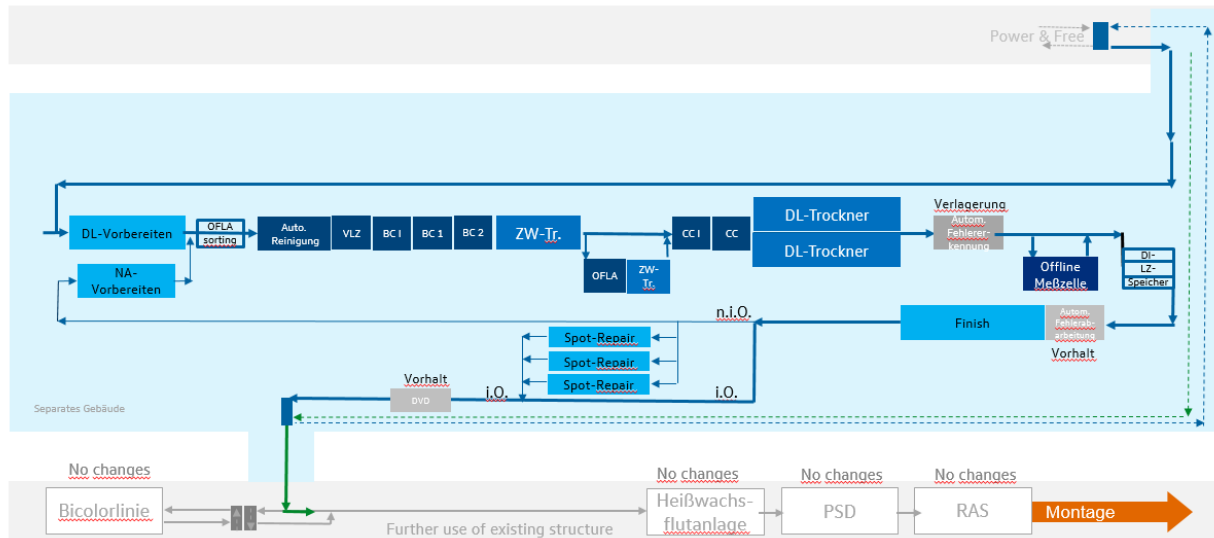 Power & Free
DL-Vorbereiten
OFLA
sorting
Auto.
Reinigung
VLZ
BC I
BC 1
BC 2
ZW-Tr.
OFLA
ZW-
Tr.
CC I
CC
DL-Trockner
DL-Trockner
Verlagerung
Autom.
Fehlerer-
kennung
Offline
Meßzelle
DI-
LZ-
Speicher
NA-
Vorbereiten
n.i.O.
Finish
Autom.
Fehlerab-
arbeitung
Vorhalt
Spot-Repair
Spot-Repair
Spot-Repair
Vorhalt
DVD
i.O.
i.O.
Separates Gebäude
No changes
Bicolorlinie
Further use of existing structure
No changes
Heißwachs-
flutanlage
No changes
PSD
No changes
RAS
Montage